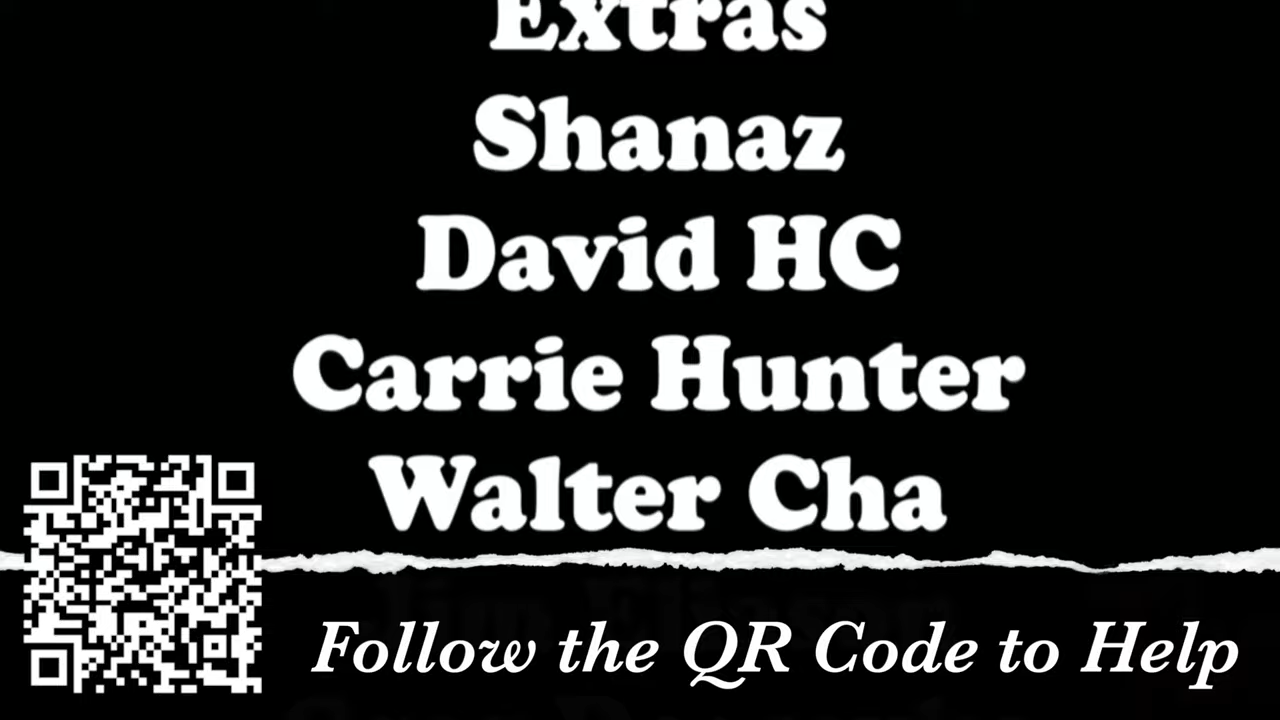 Extras
Shanaz
David HC
Carrie Hunter
Walter Cha
Follow the QR Code to Help